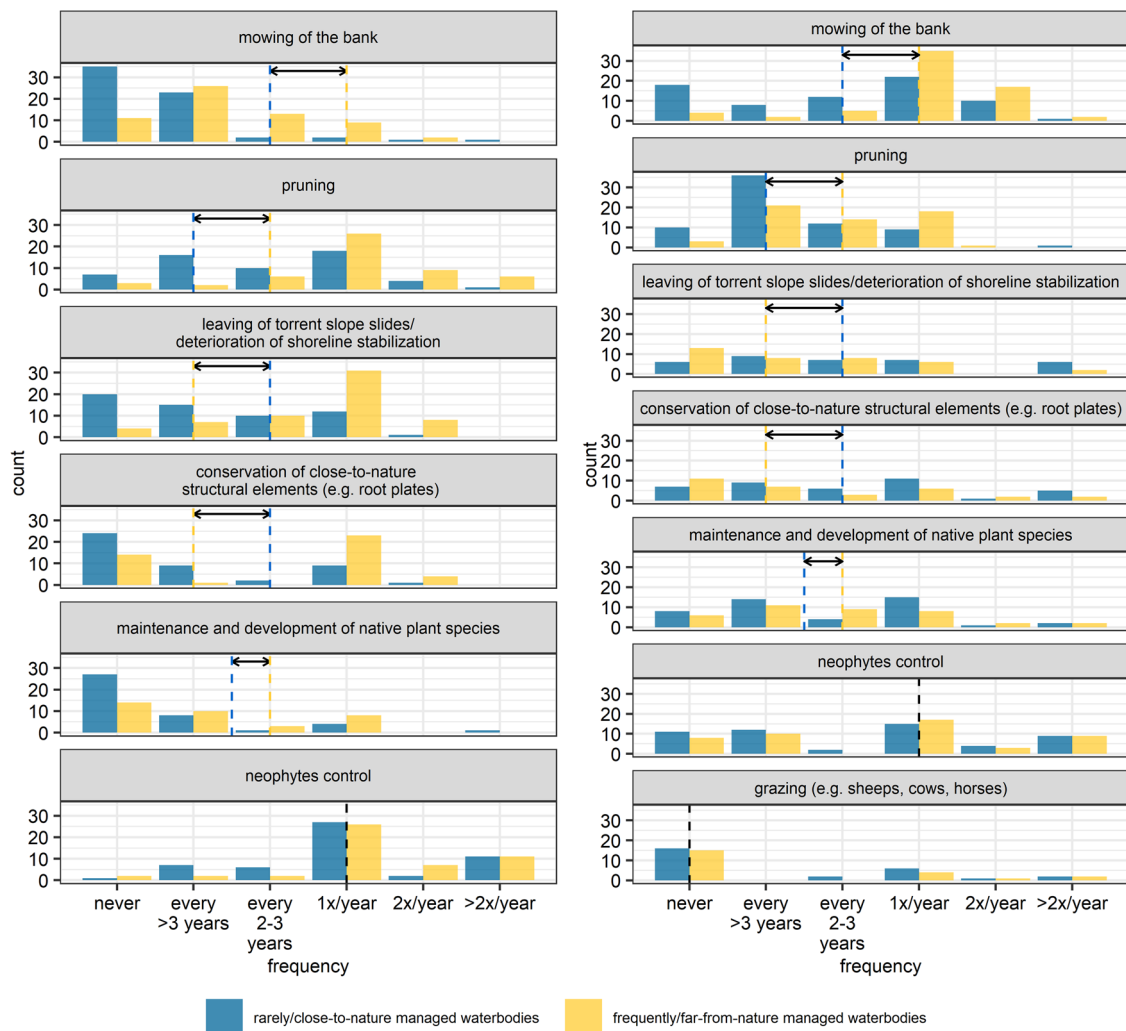 mowing of the bank
30
20
10
0
pruning
30
20
10
0
leaving of torrent slope slides/
deterioration of shoreline stabilization
30
20
10
0
conservation of close-to-nature
structural elements (e.g. root plates)
30
20
10
0
maintenance and development of native plant species
30
20
10
0
neophytes control
30
20
10
0
count
never
every
>3 years
every
2-3
years
1x/year
2x/year
>2x/year
frequency
mowing of the bank
30
20
10
0
pruning
30
20
10
0
leaving of torrent slope slides/deterioration of shoreline stabilization
30
20
10
0
conservation of close-to-nature structural elements (e.g. root plates)
30
20
10
0
maintenance and development of native plant species
30
20
10
0
neophytes control
30
20
10
0
grazing (e.g. sheeps, cows, horses)
30
20
10
0
count
never
every
>3 years
every
2-3
years
1x/year
2x/year
>2x/year
frequency
rarely/close-to-nature managed waterbodies
frequently/far-from-nature managed waterbodies